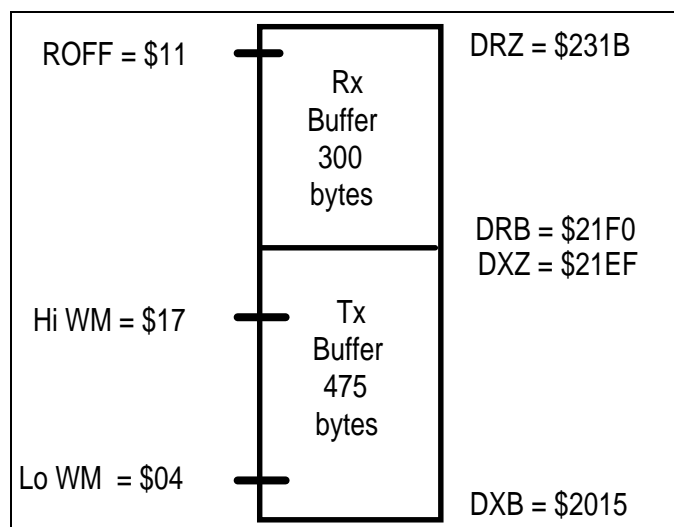 ROFF = $11
DRZ = $231B
Rx
Buffer
300
bytes
DRB = $21F0
DXZ = $21EF
Hi WM = $17
Tx
Buffer
475
bytes
Lo WM = $04
DXB = $2015